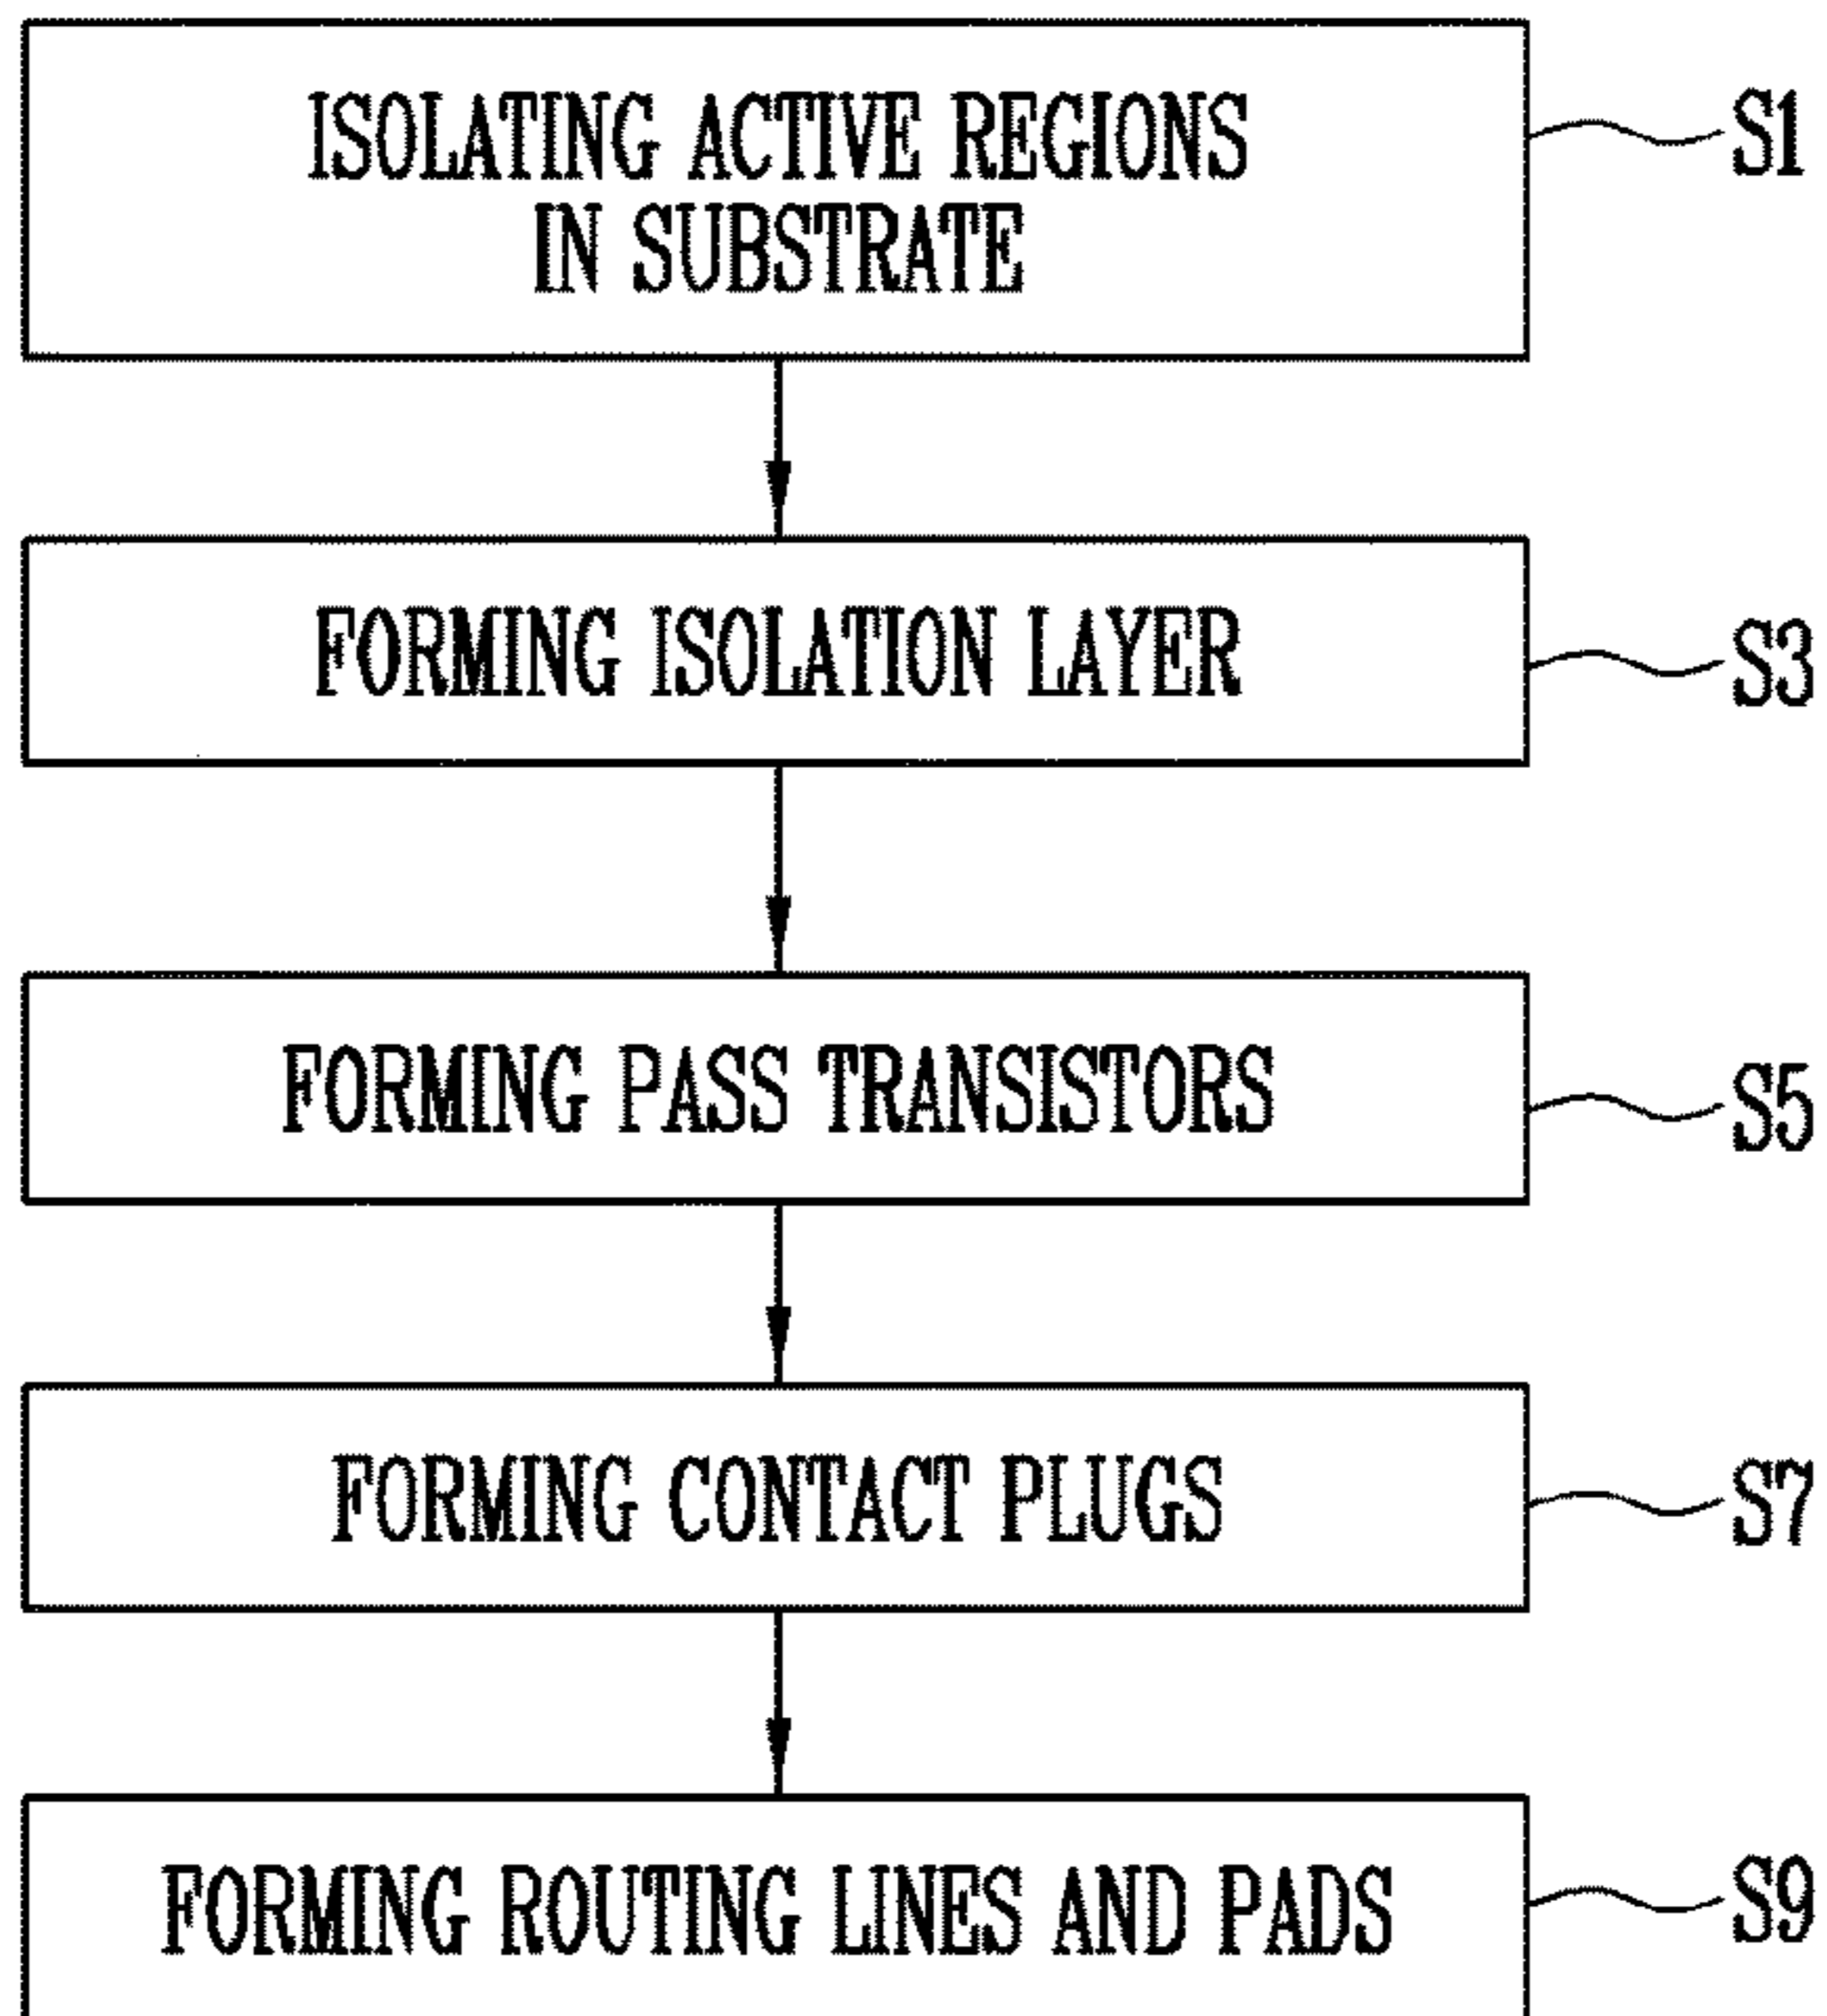 ISOLATING ACTIVE REGIONS
IN SUBSTRATE
S1
FORMING ISOLATION LAYER
S3
FORMING PASS TRANSISTORS
S5
FORMING CONTACT PLUGS
S7
FORMING ROUTING LINES AND PADS
S9